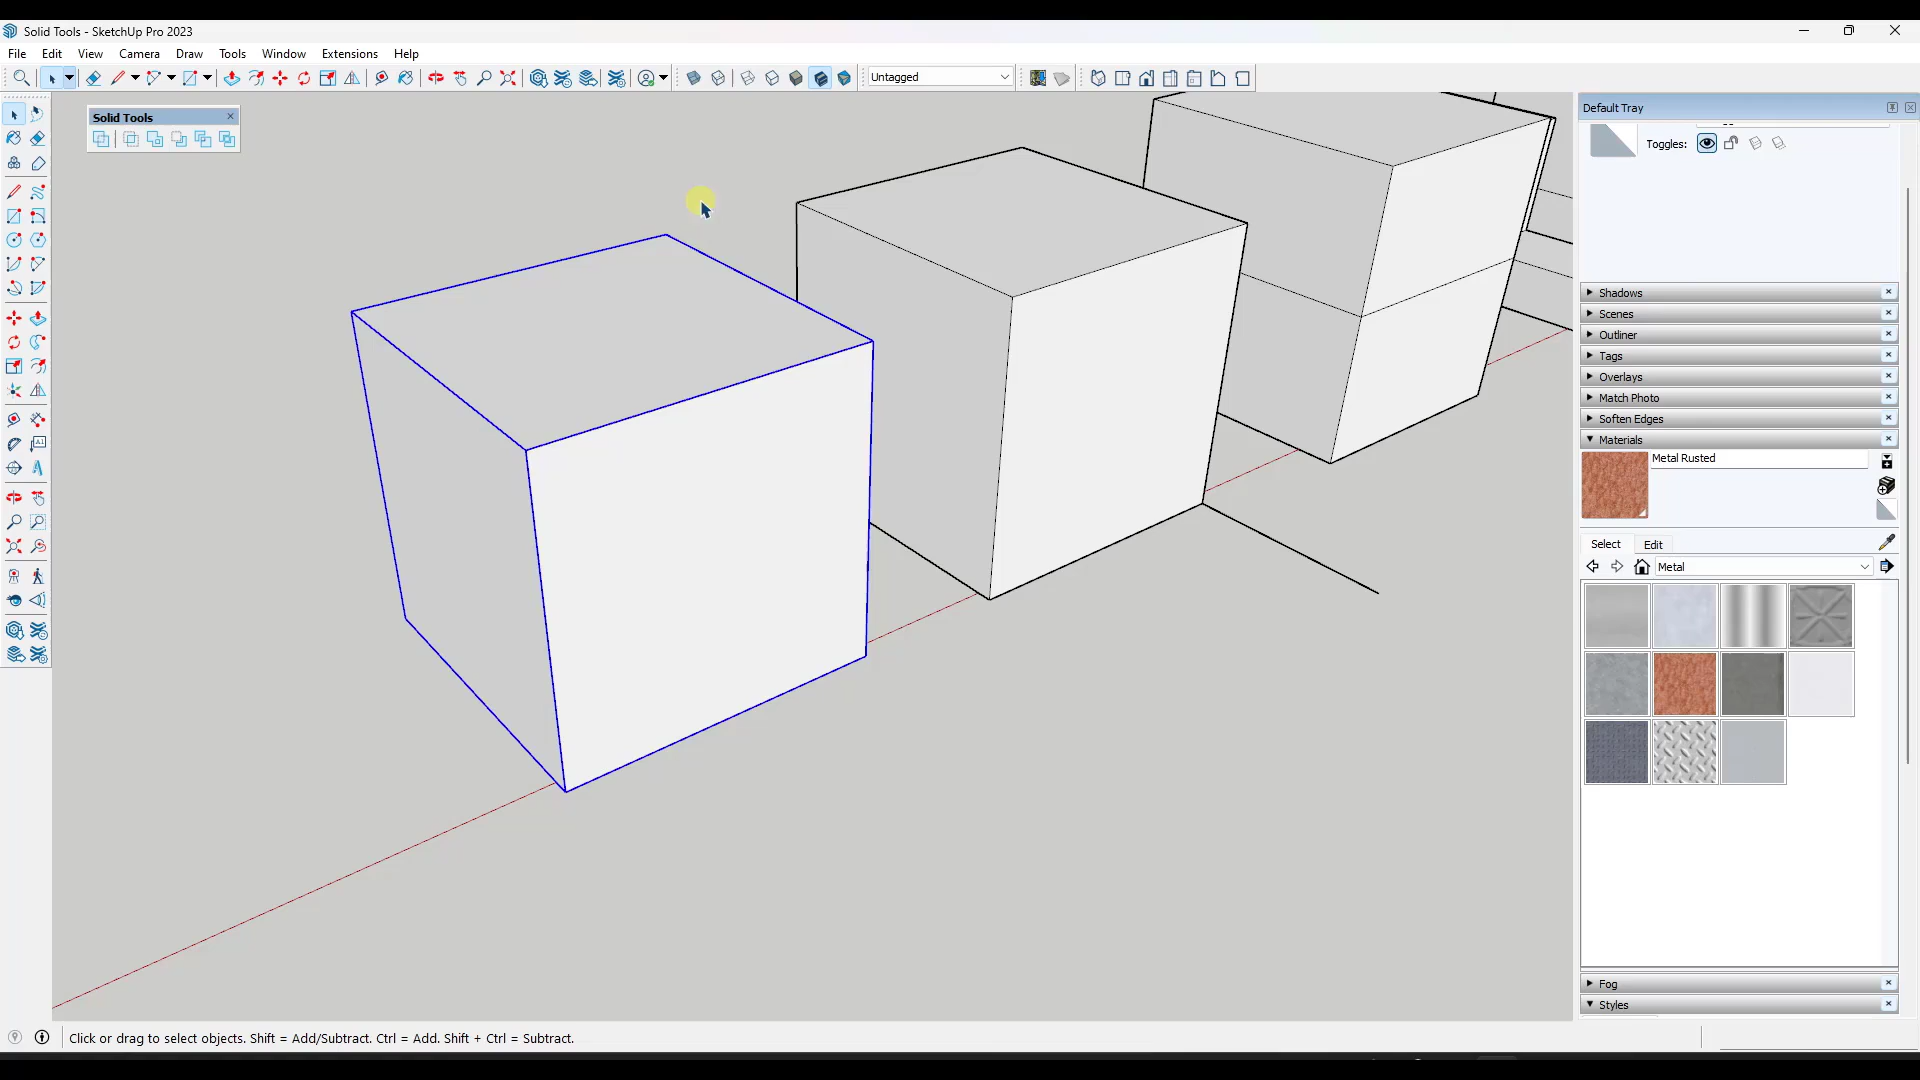 Solid Tools - SketchUp Pro 2023
File Edit View Camera Draw Tools Window Extensions Help
Untagged
Solid Tools
Default Tray
Toggles:
Shadows
Scenes
Outliner
Tags
Overlays
Match Photo
Soften Edges
Materials
Metal Rusted
Select Edit
Metal
Fog
Styles
Click or drag to select objects. Shift = Add/Subtract. Ctrl = Add. Shift + Ctrl = Subtract.